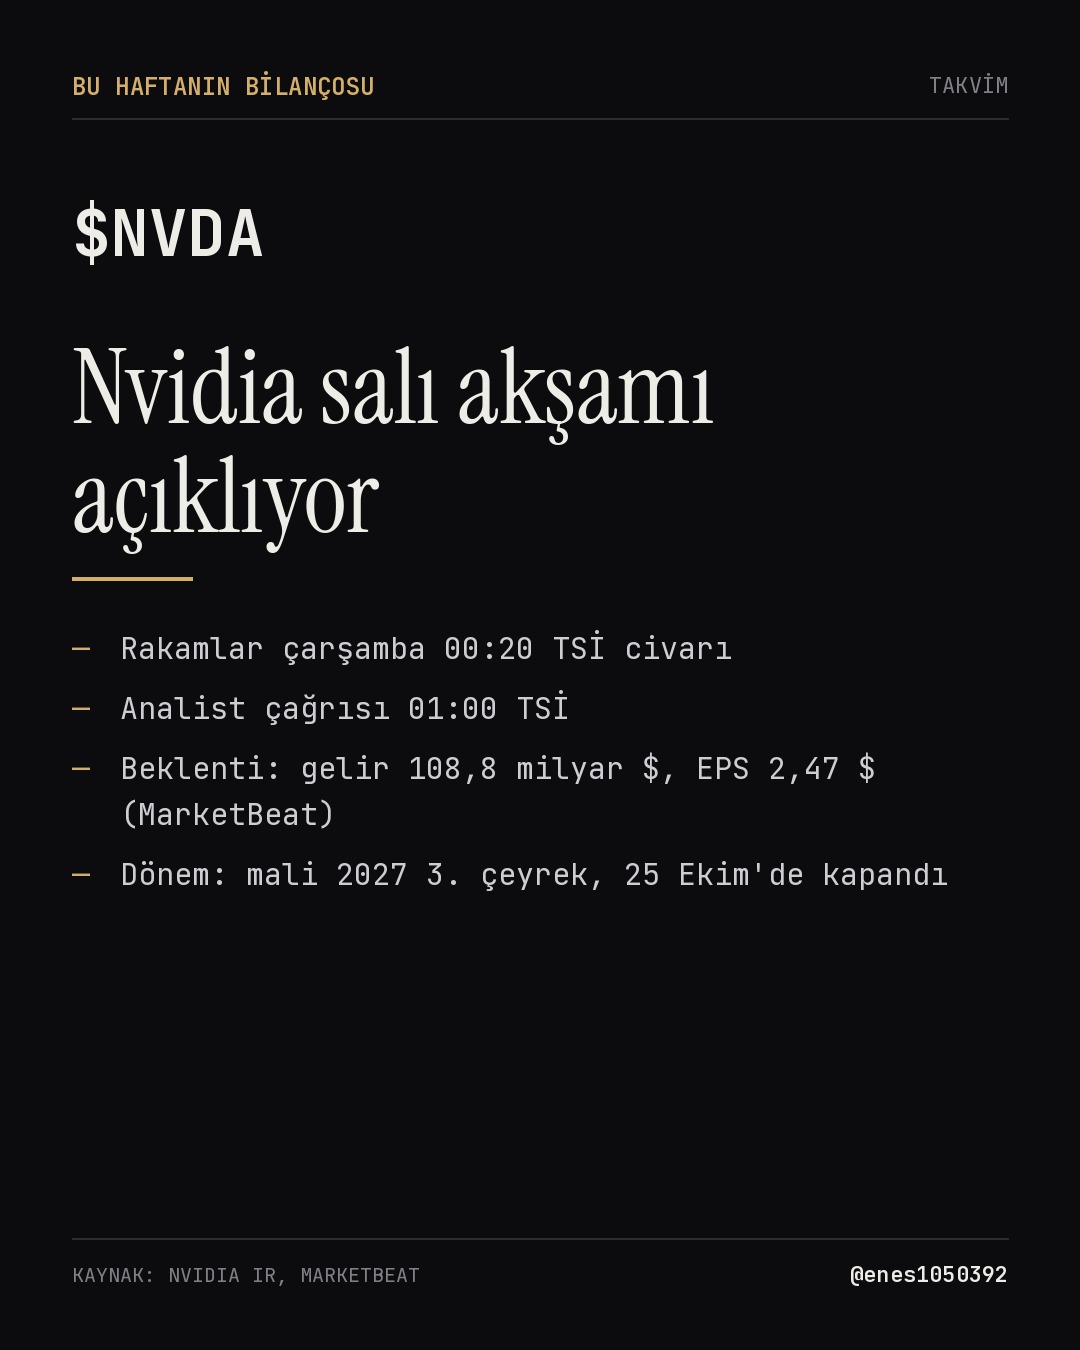 BU HAFTANIN BİLANÇOSU
TAKVİM
$NVDA
Nvidia salı akşamı
açıklıyor
— Rakamlar çarşamba 00:20 TSİ civarı
— Analist çağrısı 01:00 TSİ
— Beklenti: gelir 108,8 milyar $, EPS 2,47 $
(MarketBeat)
— Dönem: mali 2027 3. çeyrek, 25 Ekim'de kapandı
KAYNAK: NVIDIA IR, MARKETBEAT
@enes1050392